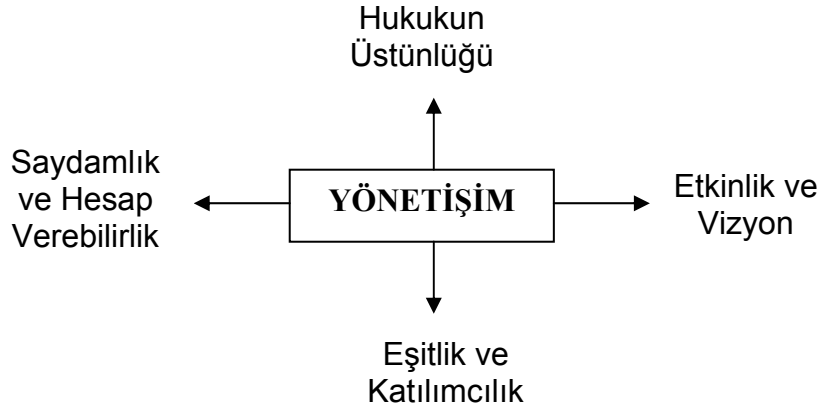 Hukukun
Üstünlüğü
Saydamlık
ve Hesap
Verebilirlik
YÖNETİŞİM
Etkinlik ve
Vizyon
Eşitlik ve
Katılımcılık